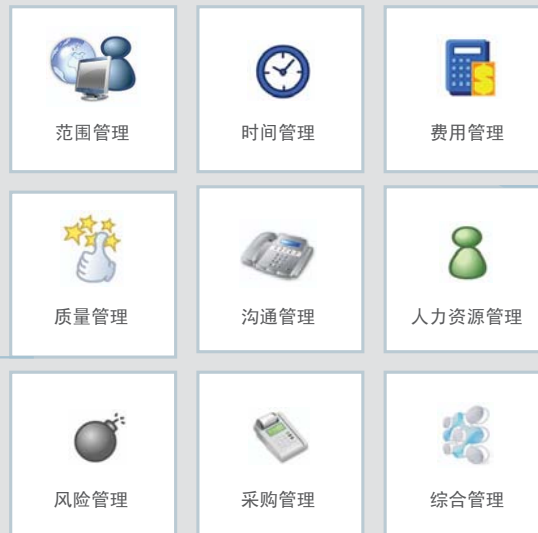 范围管理
时间管理
费用管理
质量管理
沟通管理
人力资源管理
风险管理
采购管理
综合管理